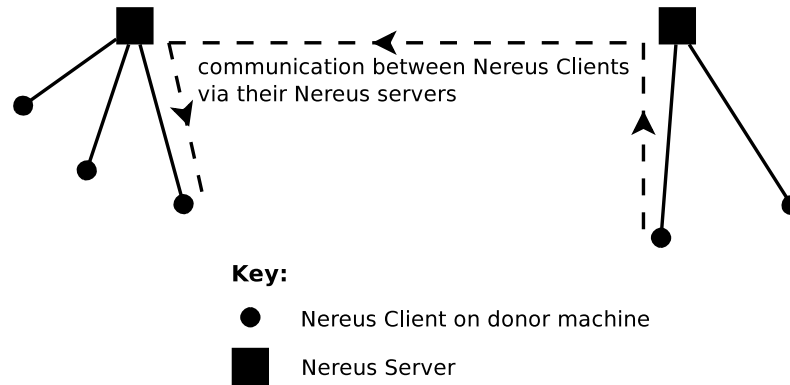 communication between Nereus Clients
via their Nereus servers
Key:
Nereus Client on donor machine
Nereus Server